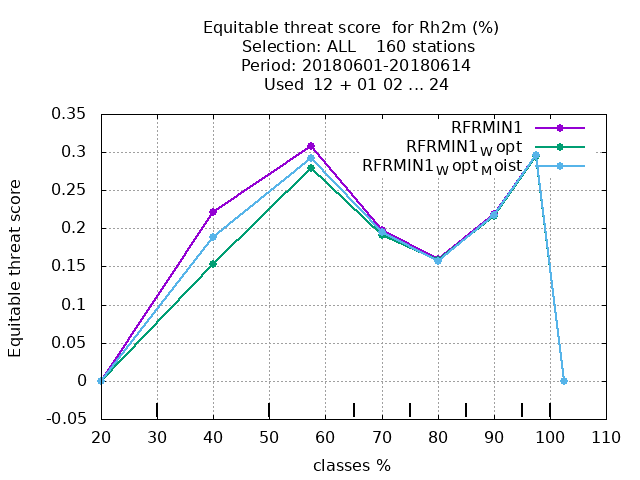 Equitable threat score for Rh2m (%)
Selection: ALL 160 stations
Period: 20180601-20180614
Used 12 + 01 02 ... 24
RFRMIN1
RFRMIN1Wopt
RFRMIN1WoptMoist
Equitable threat score
0.35
0.3
0.25
0.2
0.15
0.1
0.05
0
-0.05
20 30 40 50 60 70 80 90 100 110
classes %